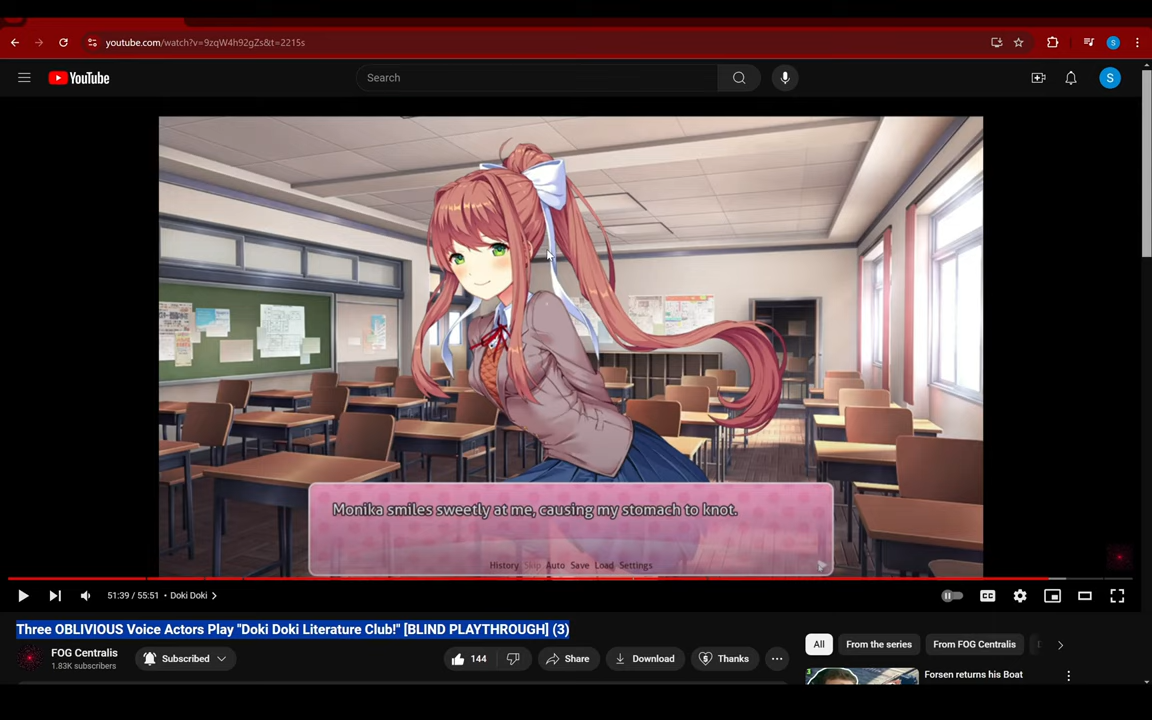 youtube.com/watch?v=9zqW4h92gZs&t=2215s
S
YouTube
Search
S
Monika smiles sweetly at me, causing my stomach to knot.
History Skip Auto Save Load Settings
51:39 / 55:51 • Doki Doki
CC
Three OBLIVIOUS Voice Actors Play "Doki Doki Literature Club!" [BLIND PLAYTHROUGH] (3)
FOG Centralis
1.83K subscribers
Subscribed
144
Share
Download
Thanks
All
From the series
From FOG Centralis
Forsen returns his Boat